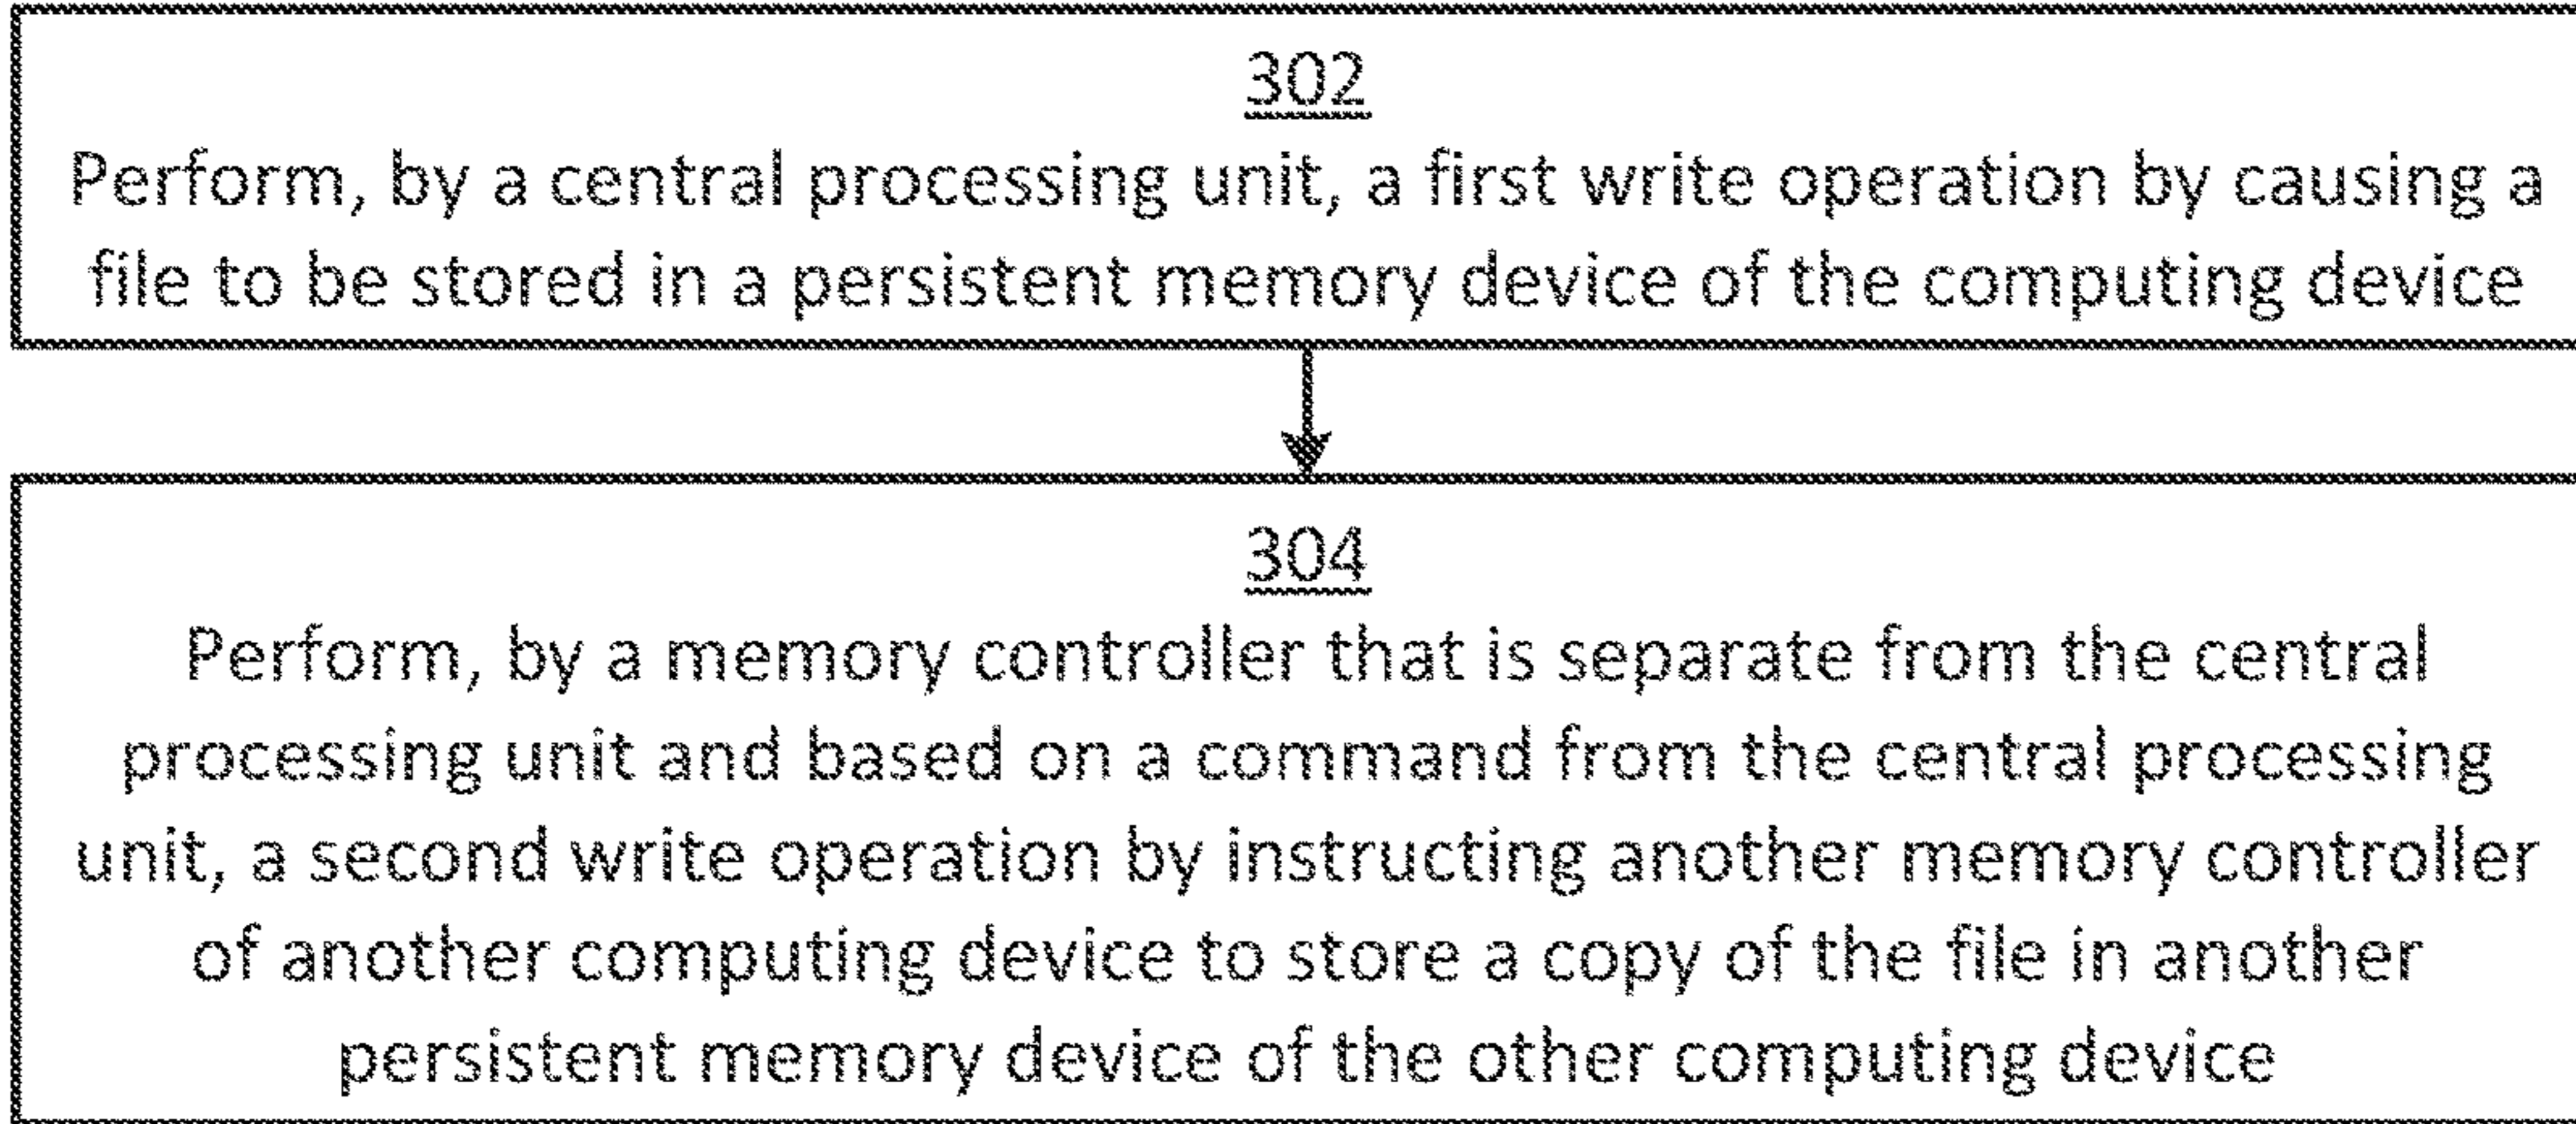 302
Perform, by a central processing unit, a first write operation by causing a
file to be stored in a persistent memory device of the computing device
304
Perform, by a memory controller that is separate from the central
processing unit and based on a command from the central processing
unit, a second write operation by instructing another memory controller
of another computing device to store a copy of the file in another
persistent memory device of the other computing device